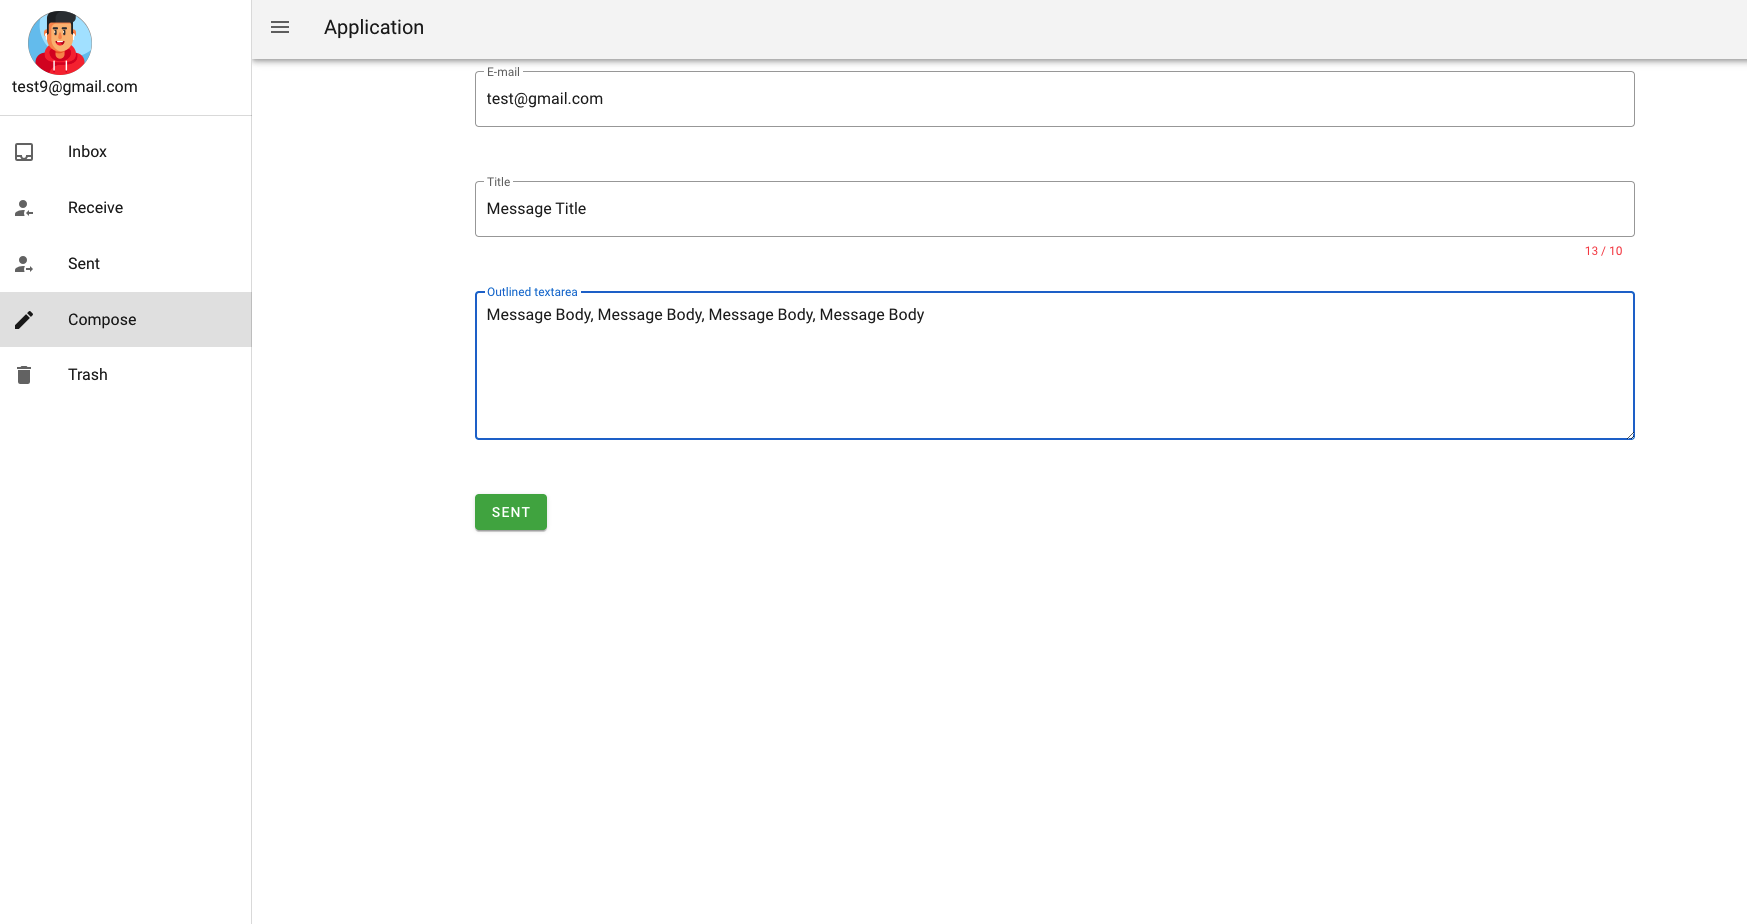 test9@gmail.com
Inbox
Receive
Sent
Compose
Trash
Application
E-mail
test@gmail.com
Title
Message Title
13 / 10
Outlined textarea
Message Body, Message Body, Message Body, Message Body
SENT